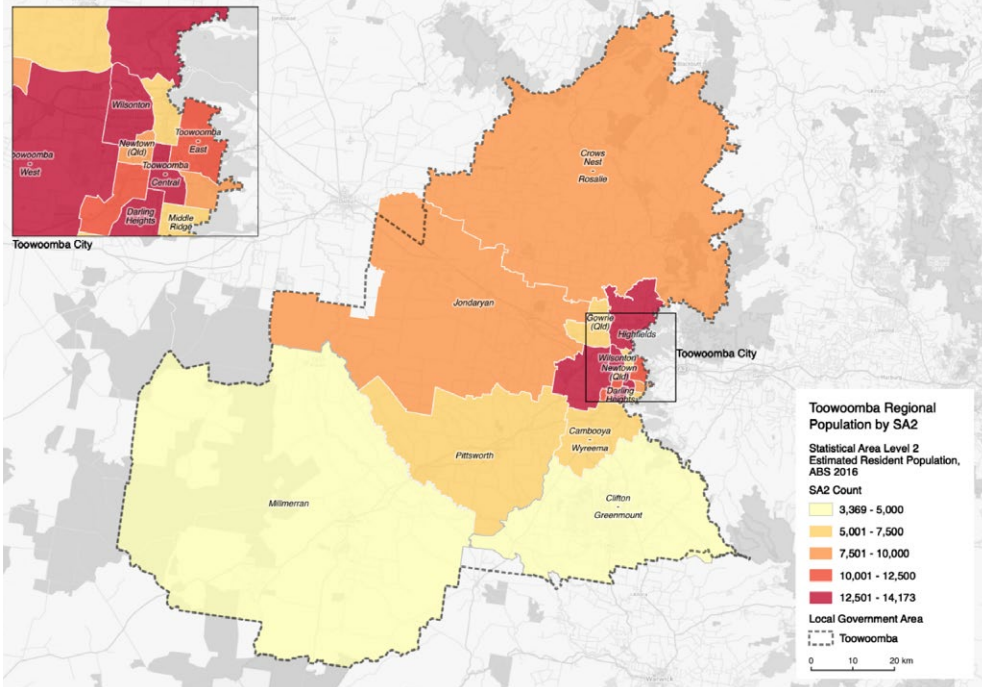 Wilsonton
Newtown
(Qld)
Toowoomba
-
East
oowoomba
-
West
Toowoomba
-
Central
Darling
Heights
Middle
Ridge
Toowoomba City
Crows
Nest
-
Rosalie
Jondaryan
Gowrie
(Qld)
Highfields
Wilsonton
Newtown
(Qld)
Darling
Heights
Toowoomba City
Cambooya
-
Wyreema
Pittsworth
Millmerran
Clifton
-
Greenmount
Toowoomba Regional
Population by SA2
Statistical Area Level 2
Estimated Resident Population,
ABS 2016
SA2 Count
3,369 - 5,000
5,001 - 7,500
7,501 - 10,000
10,001 - 12,500
12,501 - 14,173
Local Government Area
Toowoomba
0 10 20 km